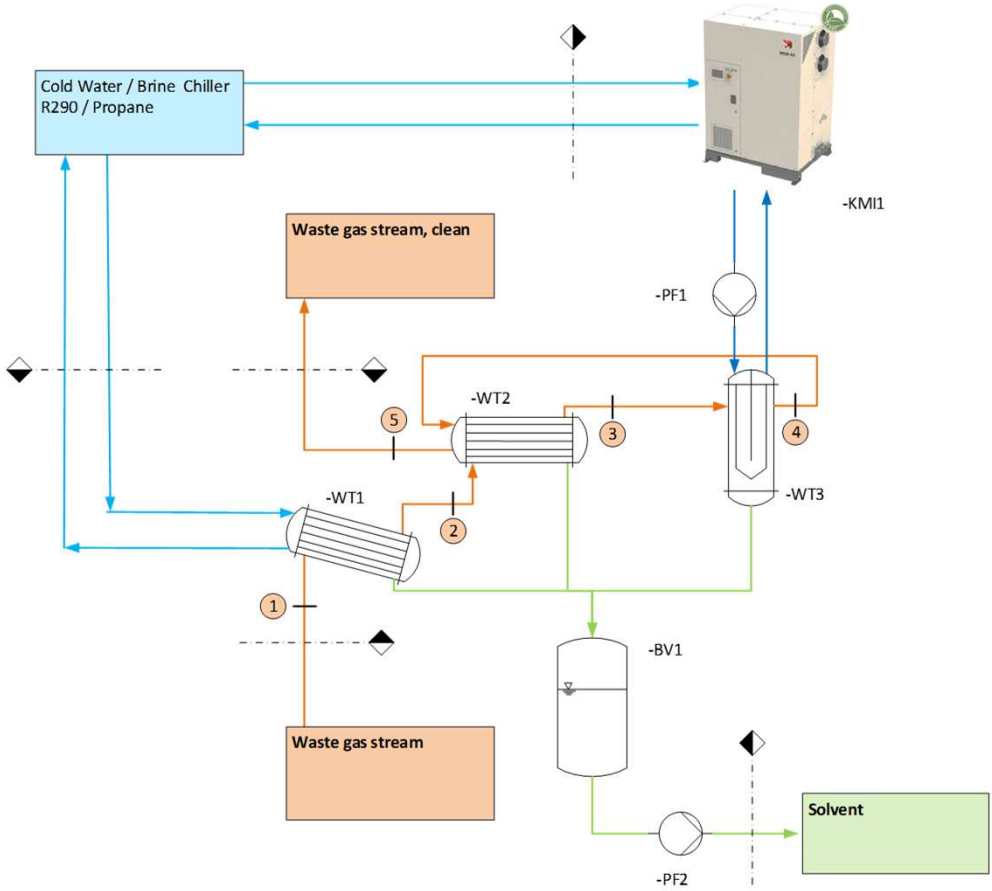 Cold Water / Brine Chiller
R290 / Propane
-KMI1
Waste gas stream, clean
-PF1
-WT2
5
3
4
-WT1
-WT3
2
1
-BV1
Waste gas stream
Solvent
-PF2